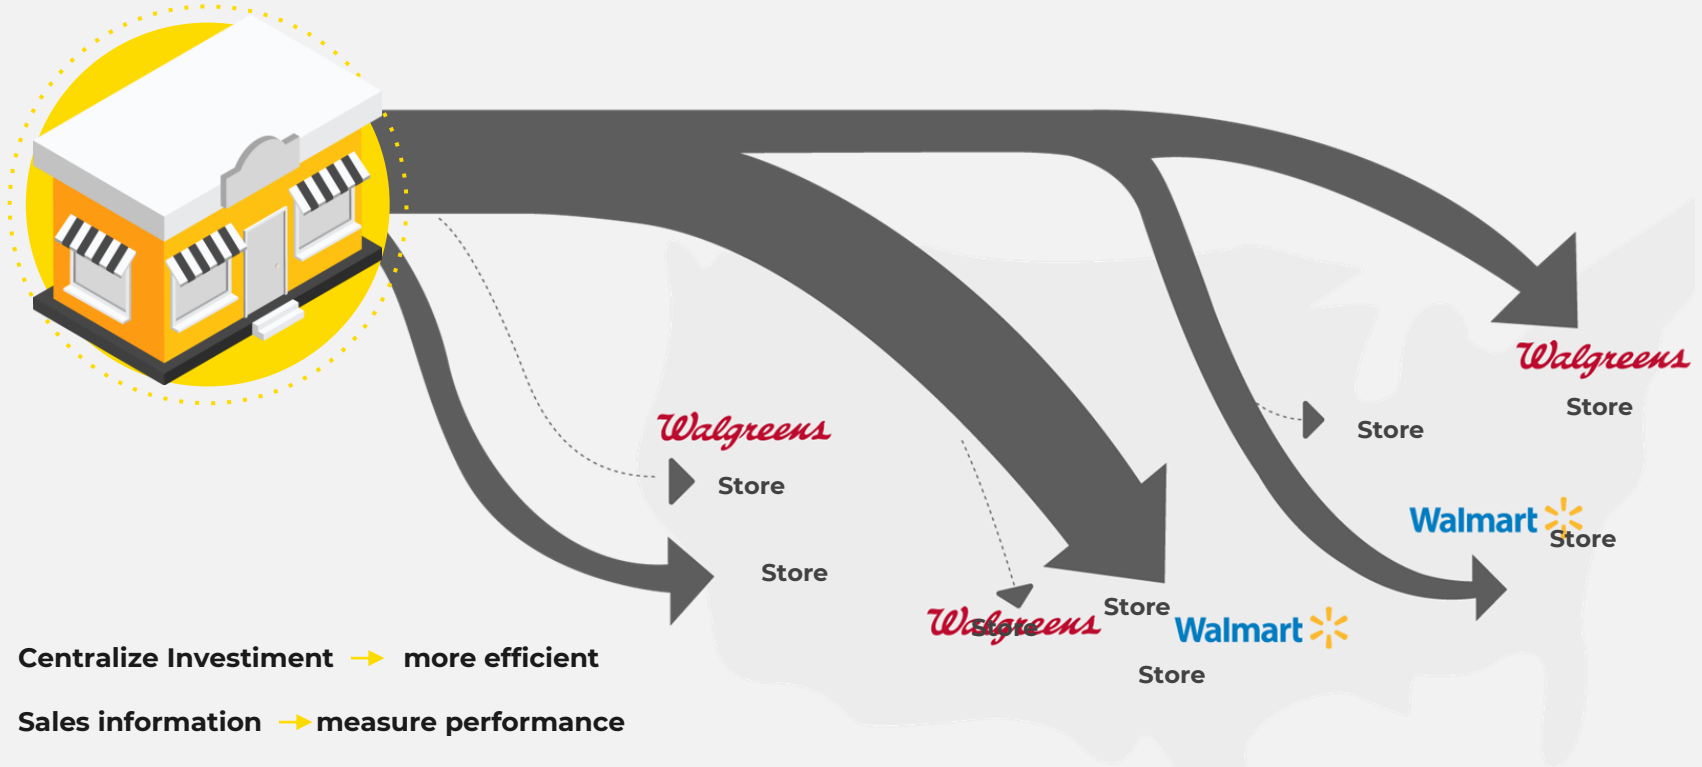 Walgreens
Store
Walgreens
Store
Store
Store
Walmart
Store
Store
Walgreens
Store
Walmart
Store
Centralize Investiment more efficient
Store
Sales information measure performance